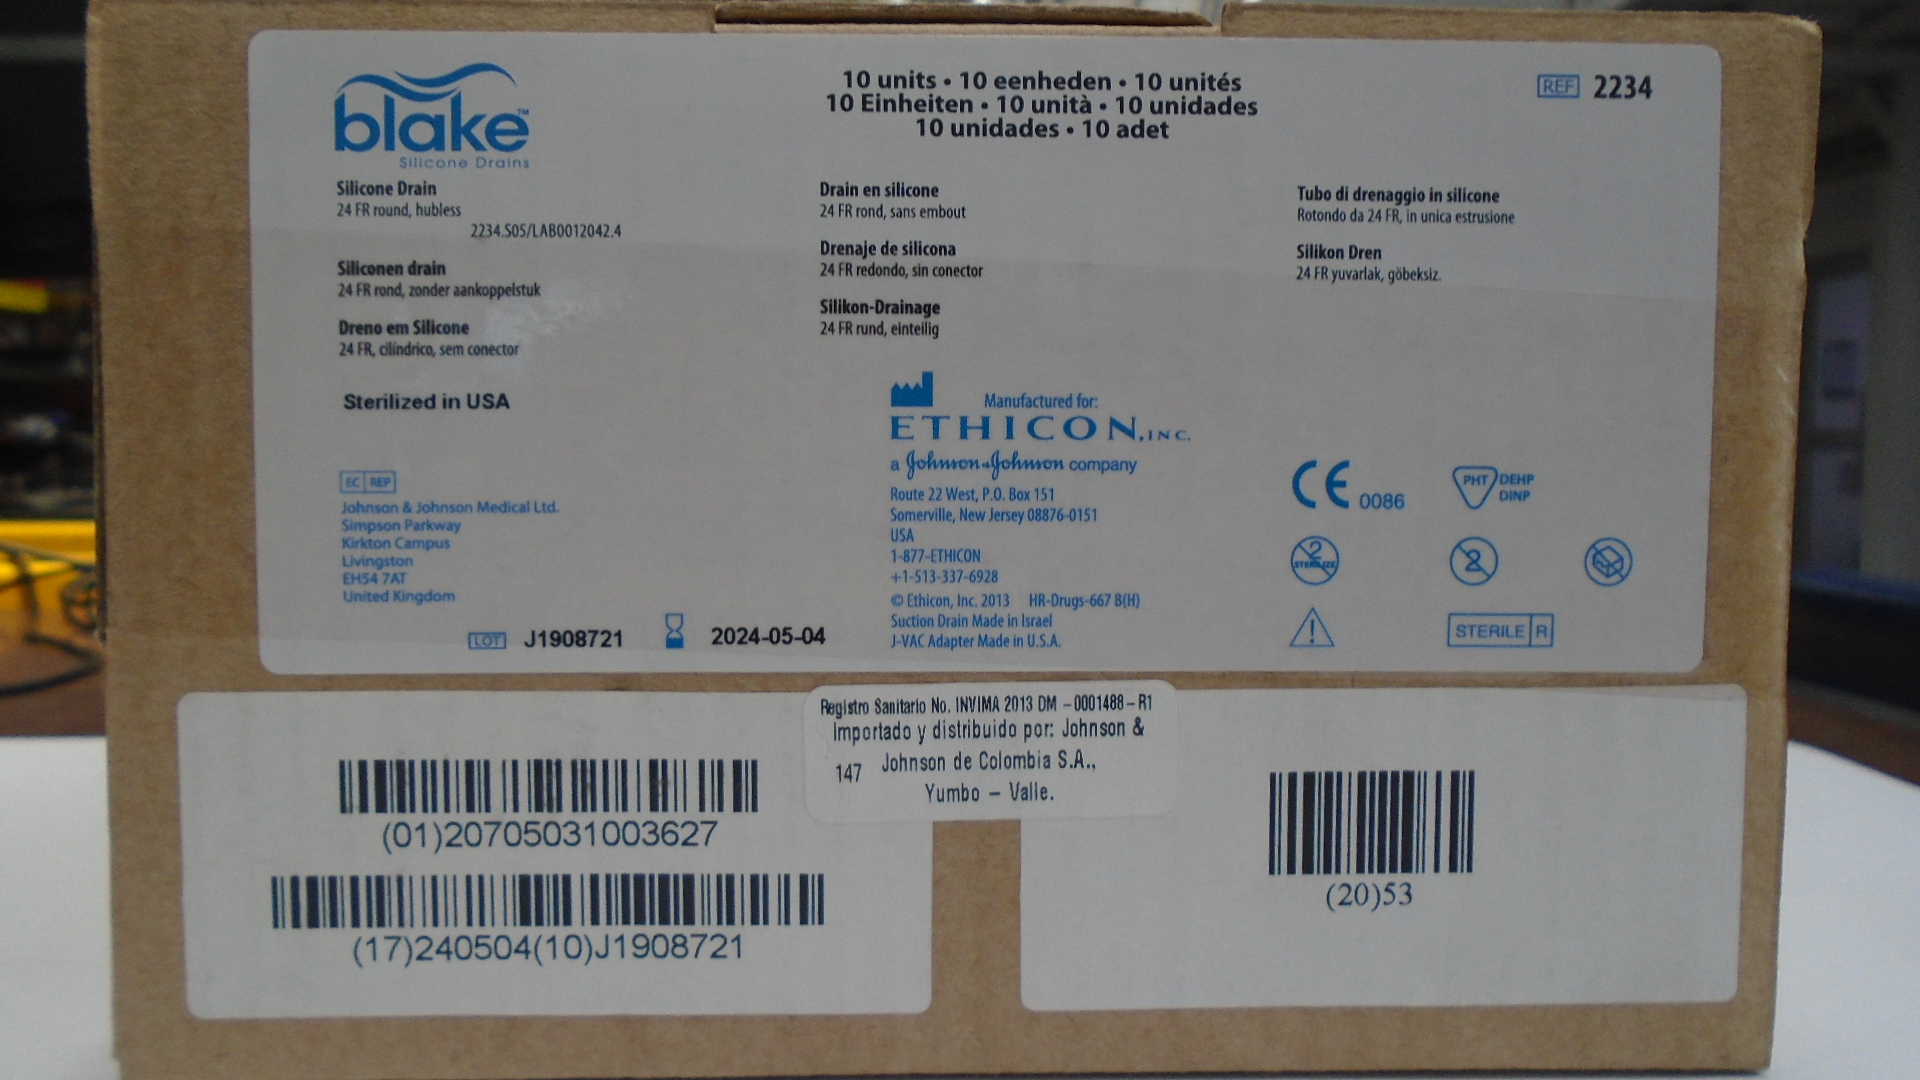 blake™
Silicone Drains
10 units • 10 eenheden • 10 unités
10 Einheiten • 10 unità • 10 unidades
10 unidades • 10 adet
REF 2234
Silicone Drain
24 FR round, hubless
2234.S05/LAB0012042.4
Siliconen drain
24 FR rond, zonder aankoppelstuk
Dreno em Silicone
24 FR, cilíndrico, sem conector
Sterilized in USA
Drain en silicone
24 FR rond, sans embout
Drenaje de silicona
24 FR redondo, sin conector
Silikon-Drainage
24 FR rund, einteilig
Tubo di drenaggio in silicone
Rotondo da 24 FR, in unica estrusione
Silikon Dren
24 FR yuvarlak, göbeksiz.
EC REP
Johnson & Johnson Medical Ltd.
Simpson Parkway
Kirkton Campus
Livingston
EH54 7AT
United Kingdom
LOT J1908721 2024-05-04
Manufactured for:
ETHICON, INC.
a Johnson & Johnson company
Route 22 West, P.O. Box 151
Somerville, New Jersey 08876-0151
USA
1-877-ETHICON
+1-513-337-6928
© Ethicon, Inc. 2013 HR-Drugs-667 B(H)
Suction Drain Made in Israel
J-VAC Adapter Made in U.S.A.
CE 0086
PHT DEHP
DINP
2
STERILIZE
2
!
STERILE R
Registro Sanitario No. INVIMA 2013 DM -0001488-R1
Importado y distribuido por: Johnson &
147 Johnson de Colombia S.A.,
Yumbo - Valle.
(01)20705031003627
(17)240504(10)J1908721
(20)53